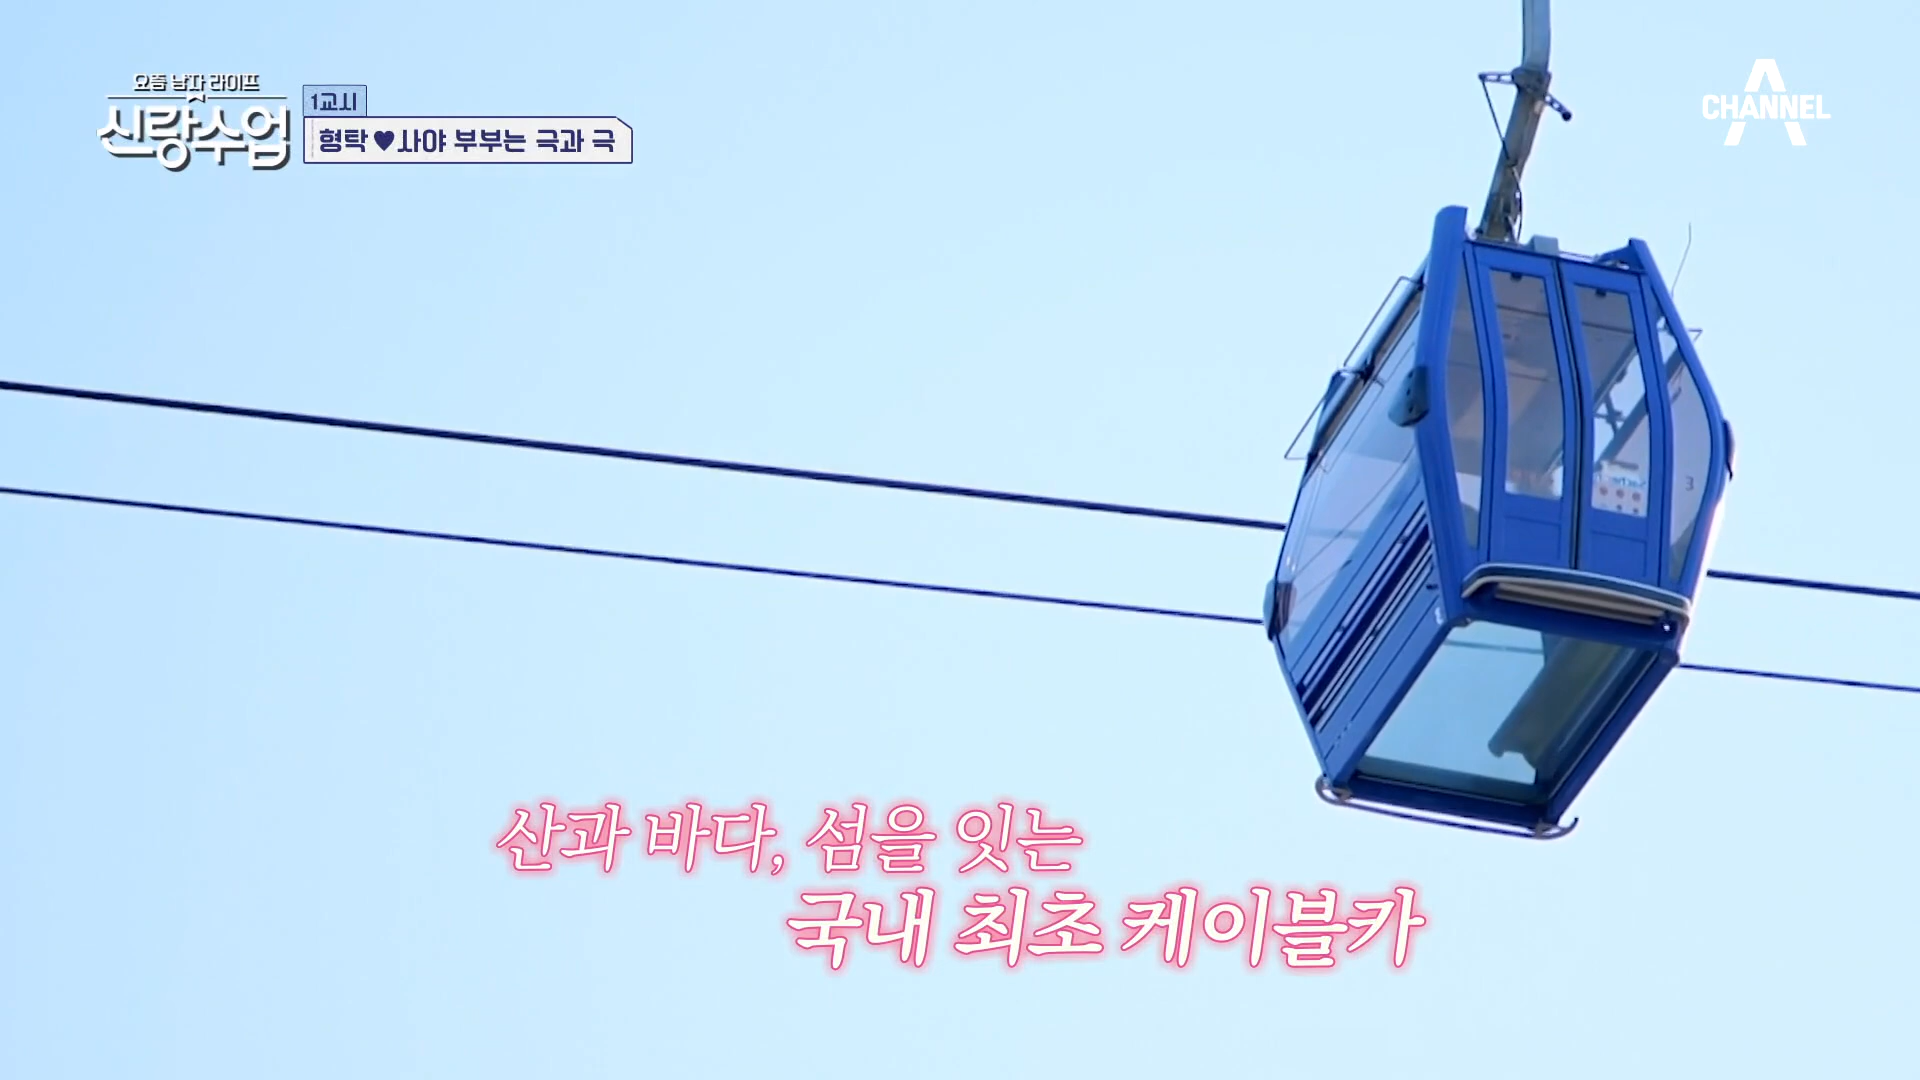 요즘 남자 라이프
신랑수업
1교시
형탁♥사야 부부는 극과 극
CHANNEL A
3
산과 바다, 섬을 잇는
국내 최초 케이블카